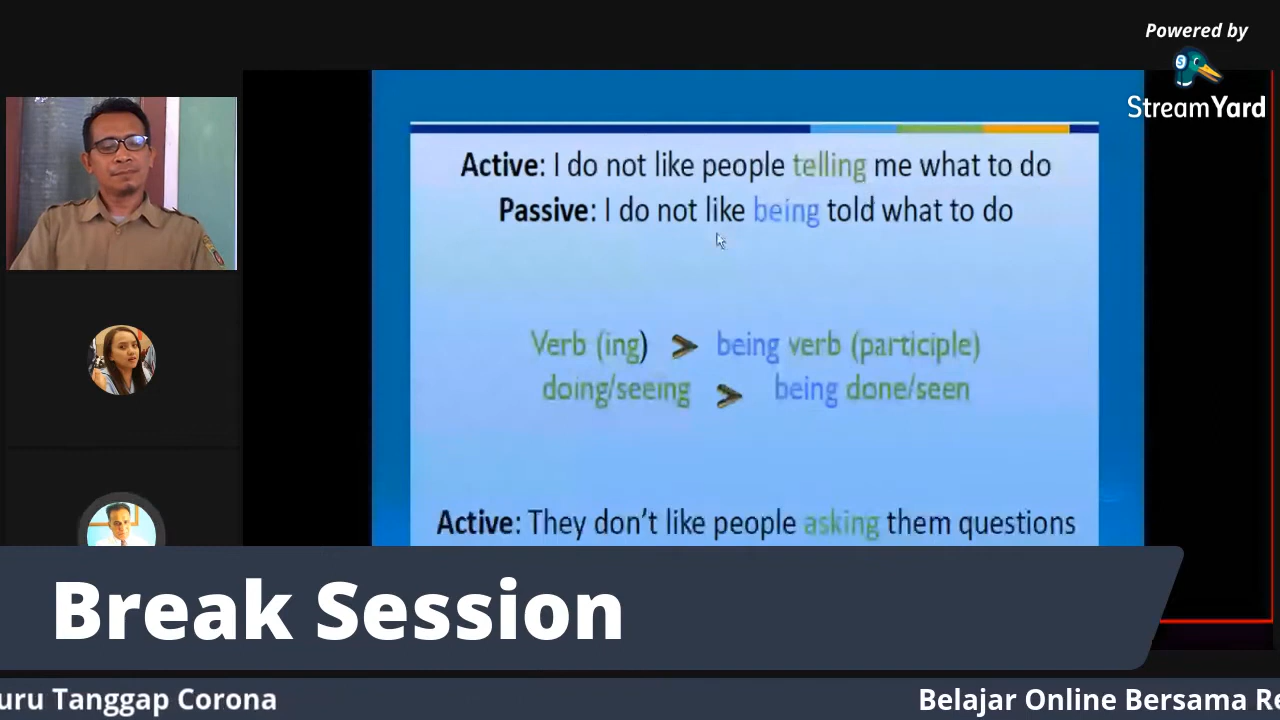 Powered by
StreamYard
Active: I do not like people telling me what to do
Passive: I do not like being told what to do
Verb (ing) > being verb (participle)
doing/seeing > being done/seen
Active: They don't like people asking them questions
Break Session
Tanggap Corona
Belajar Online Bersama